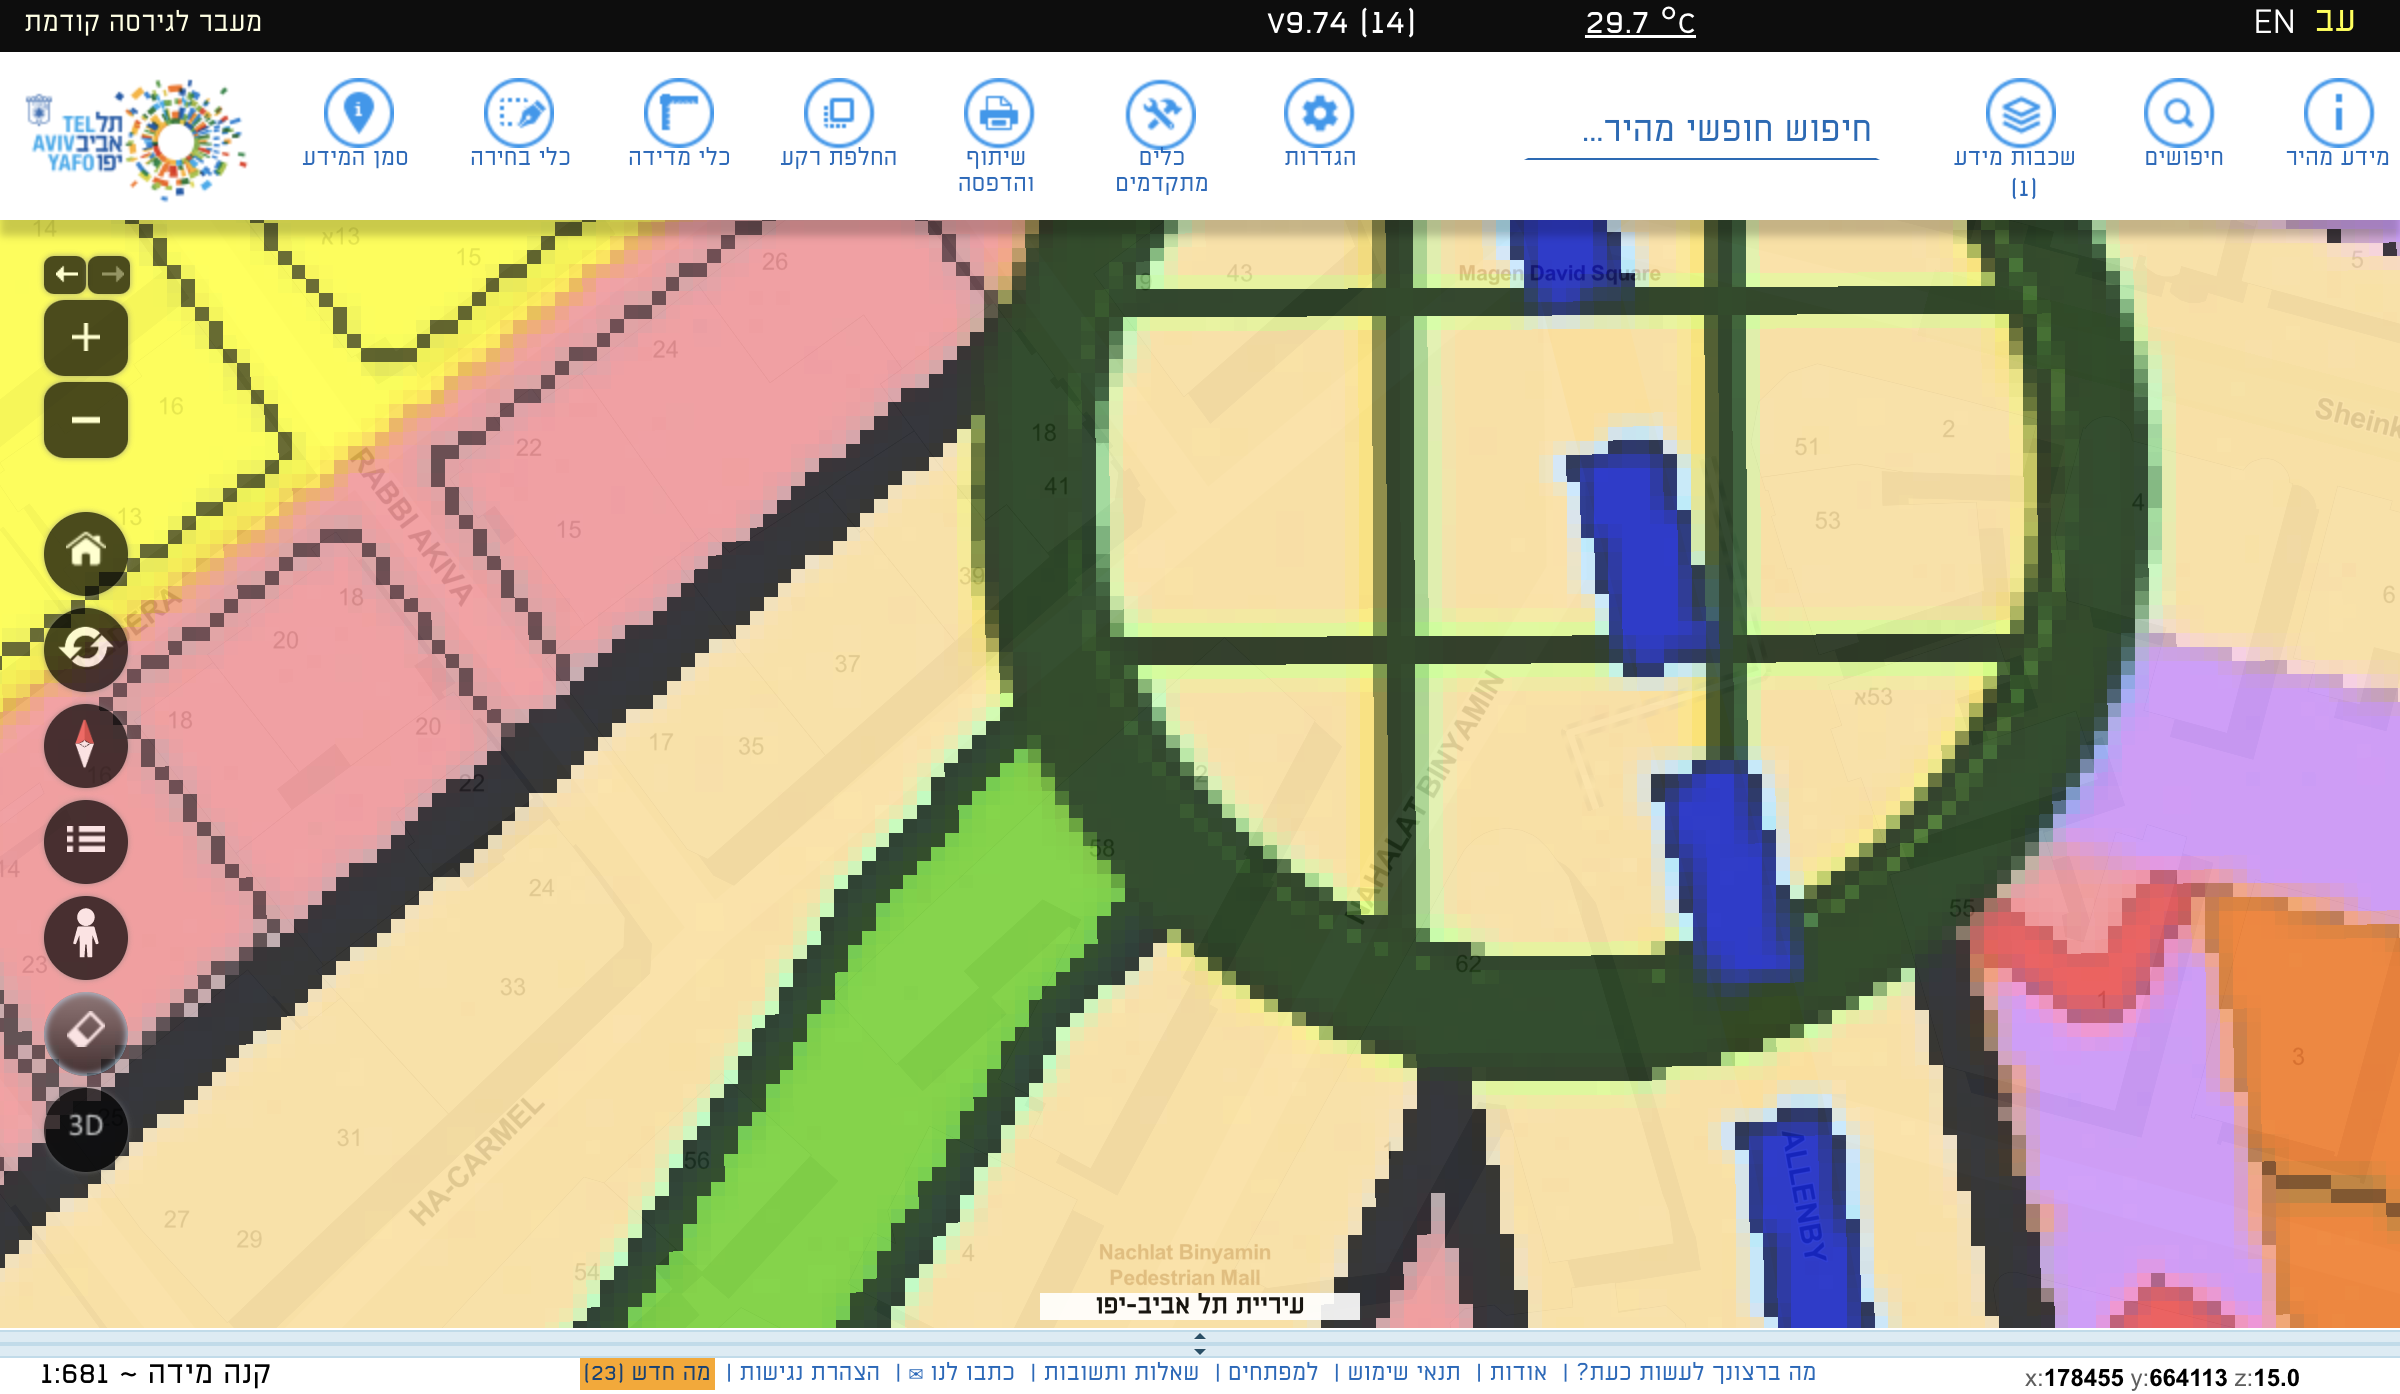 מעבר לגירסה קודמת
V9.74 (14)
29.7 °C
EN עב
תל אביב יפו
TEL AVIV YAFO
סמן המידע
כלי בחירה
כלי מדידה
החלפת רקע
שיתוף והדפסה
כלים מתקדמים
הגדרות
חיפוש חופשי מהיר...
שכבות מידע (1)
חיפושים
מידע מהיר
14
13א
15
26
43
Magen David Square
5
24
16
22
18
51
2
Sheink
41
13
15
53
4
RABBI AKIVA
39
18
6
DERA
20
37
18
20
17
35
53א
16
22
2
NAHALAT BINYAMIN
58
14
24
55
23
33
62
1
3
35
31
HA-CARMEL
56
1
ALLENBY
27
29
54
4
Nachlat Binyamin
Pedestrian Mall
3D
עיריית תל אביב-יפו
קנה מידה ~ 1:681
מה ברצונך לעשות כעת? | אודות | תנאי שימוש | למפתחים | שאלות ותשובות | כתבו לנו ✉ | הצהרת נגישות | מה חדש (23)
x:178455 y:664113 z:15.0